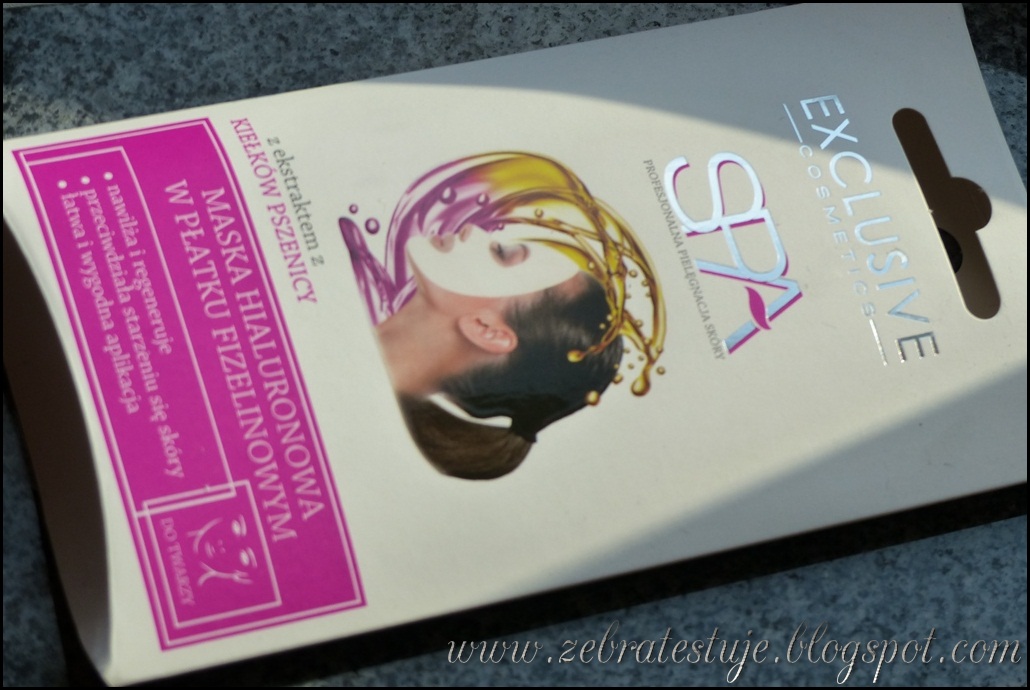 EXCLUSIVE
COSMETICS
SPA
PROFESJONALNA PIELĘGNACJA SKÓRY
z ekstraktem z
KIEŁKÓW PSZENICY
MASKA HIALURONOWA
W PŁATKU FIZELINOWYM
• nawilża i regeneruje
• przeciwdziała starzeniu się skóry
• łatwa i wygodna aplikacja
DO TWARZY
www.zebratestuje.blogspot.com